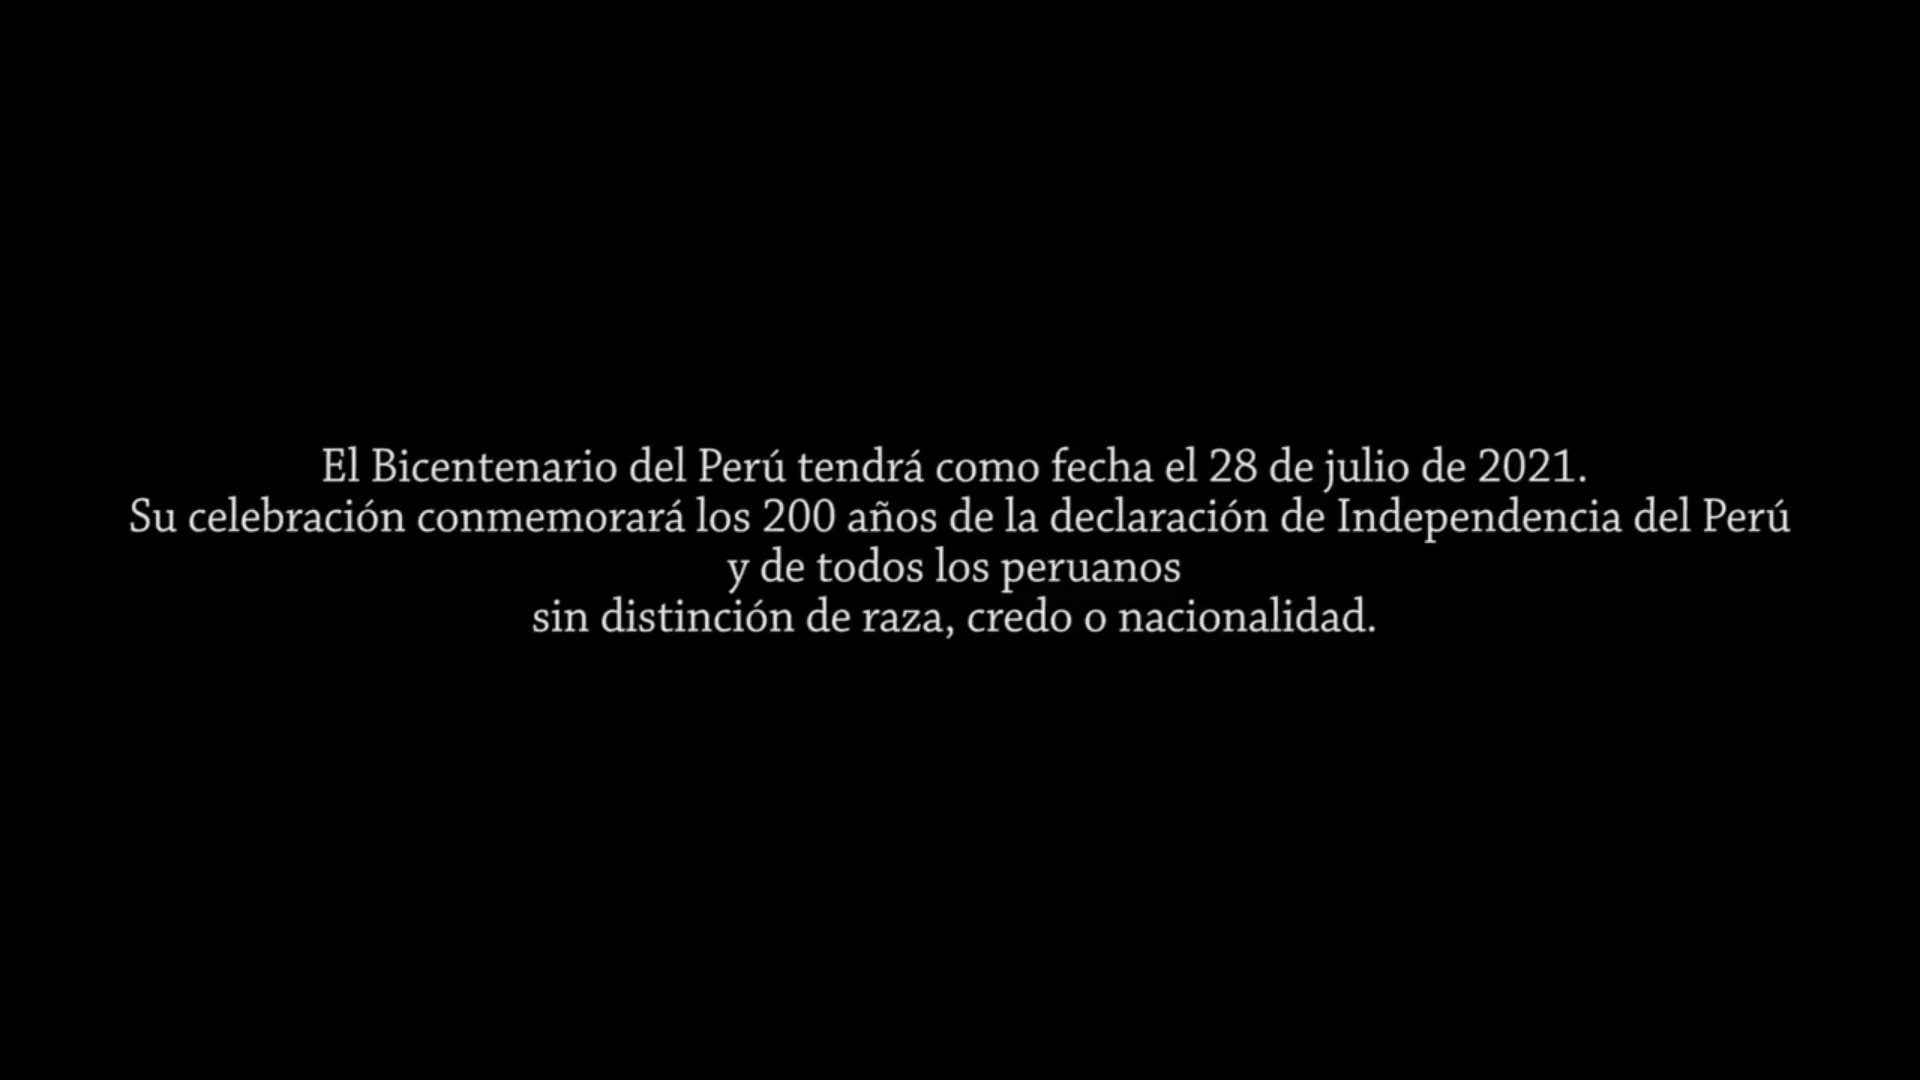 El Bicentenario del Perú tendrá como fecha el 28 de julio de 2021.
Su celebración conmemorará los 200 años de la declaración de Independencia del Perú
y de todos los peruanos
sin distinción de raza, credo o nacionalidad.